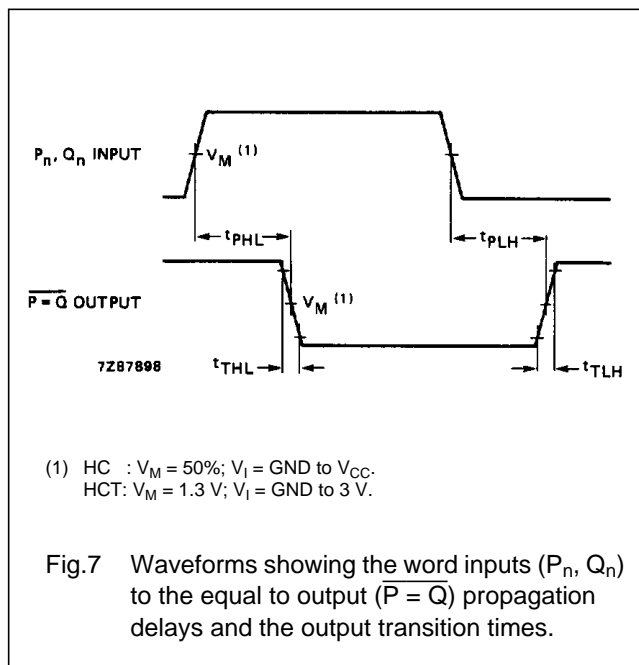 Pn, Qn INPUT
VM (1)
tPHL
tPLH
P = Q OUTPUT
VM (1)
7Z87898
tTHL
tTLH
(1) HC : VM = 50%; VI = GND to VCC.
HCT: VM = 1.3 V; VI = GND to 3 V.
Fig.7 Waveforms showing the word inputs (Pn, Qn)
to the equal to output (P = Q) propagation
delays and the output transition times.